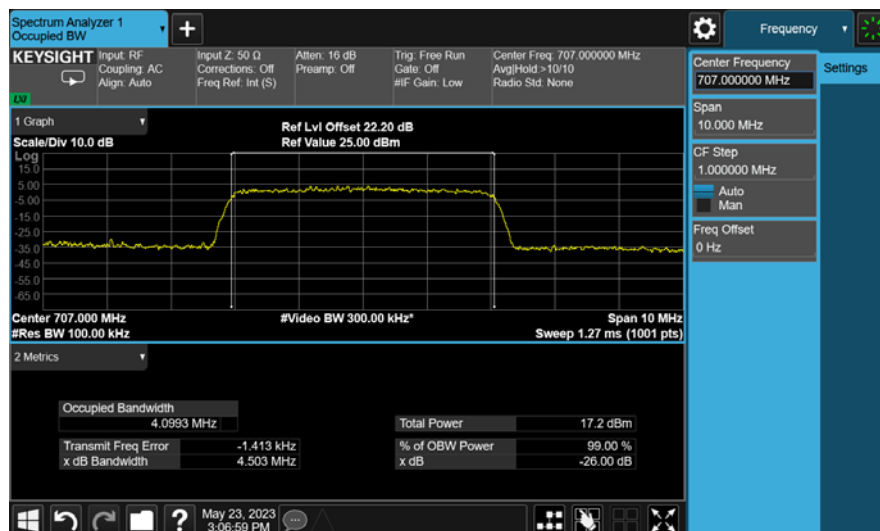 Spectrum Analyzer 1
Occupied BW
+
Frequency
KEYSIGHT
Input: RF
Coupling: AC
Align: Auto
Input Z: 50 Ω
Corrections: Off
Freq Ref: Int (S)
Atten: 16 dB
Preamp: Off
Trig: Free Run
Gate: Off
#IF Gain: Low
Center Freq: 707.000000 MHz
Avg|Hold:>10/10
Radio Std: None
LXI
Center Frequency
707.000000 MHz
Settings
Span
10.000 MHz
CF Step
1.000000 MHz
Auto
Man
Freq Offset
0 Hz
1 Graph
Scale/Div 10.0 dB
Ref Lvl Offset 22.20 dB
Ref Value 25.00 dBm
Log
15.0
5.00
-5.00
-15.0
-25.0
-35.0
-45.0
-55.0
-65.0
Center 707.000 MHz
#Video BW 300.00 kHz*
Span 10 MHz
#Res BW 100.00 kHz
Sweep 1.27 ms (1001 pts)
2 Metrics
Occupied Bandwidth
4.0993 MHz
Total Power 17.2 dBm
Transmit Freq Error -1.413 kHz
% of OBW Power 99.00 %
x dB Bandwidth 4.503 MHz
x dB -26.00 dB
?
May 23, 2023
3:06:59 PM